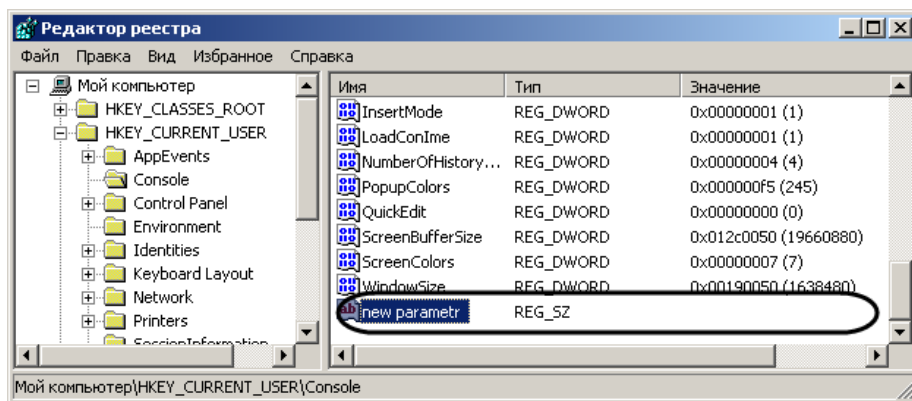 Редактор реестра
Файл Правка Вид Избранное Справка
Мой компьютер
HKEY_CLASSES_ROOT
HKEY_CURRENT_USER
AppEvents
Console
Control Panel
Environment
Identities
Keyboard Layout
Network
Printers
SessionInformation
Имя Тип Значение
InsertMode REG_DWORD 0x00000001 (1)
LoadConIme REG_DWORD 0x00000001 (1)
NumberOfHistory... REG_DWORD 0x00000004 (4)
PopupColors REG_DWORD 0x000000f5 (245)
QuickEdit REG_DWORD 0x00000000 (0)
ScreenBufferSize REG_DWORD 0x012c0050 (19660880)
ScreenColors REG_DWORD 0x00000007 (7)
WindowSize REG_DWORD 0x00190050 (1638480)
new parametr REG_SZ
Мой компьютер\HKEY_CURRENT_USER\Console